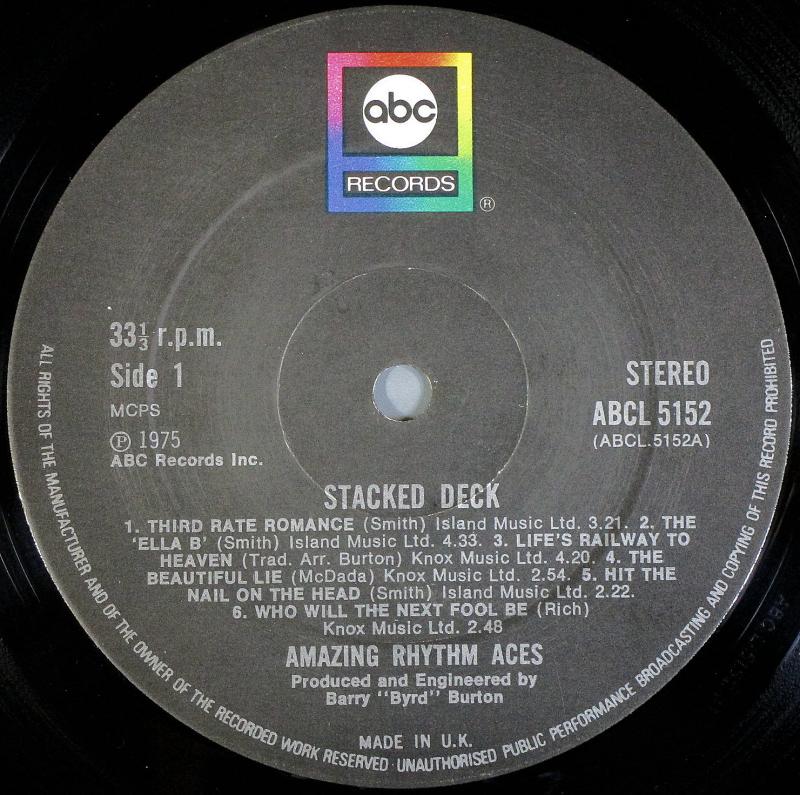 abc
RECORDS
®
33⅓ r.p.m.
Side 1
MCPS
Ⓟ 1975
ABC Records Inc.
STEREO
ABCL 5152
(ABCL.5152A)
STACKED DECK
1. THIRD RATE ROMANCE (Smith) Island Music Ltd. 3.21. 2. THE
'ELLA B' (Smith) Island Music Ltd. 4.33. 3. LIFE'S RAILWAY TO
HEAVEN (Trad. Arr. Burton) Knox Music Ltd. 4.20. 4. THE
BEAUTIFUL LIE (McDada) Knox Music Ltd. 2.54. 5. HIT THE
NAIL ON THE HEAD (Smith) Island Music Ltd. 2.22.
6. WHO WILL THE NEXT FOOL BE (Rich)
Knox Music Ltd. 2.48
AMAZING RHYTHM ACES
Produced and Engineered by
Barry "Byrd" Burton
MADE IN U.K.
ALL RIGHTS OF THE MANUFACTURER AND OF THE OWNER OF THE RECORDED WORK RESERVED · UNAUTHORISED PUBLIC PERFORMANCE BROADCASTING AND COPYING OF THIS RECORD PROHIBITED